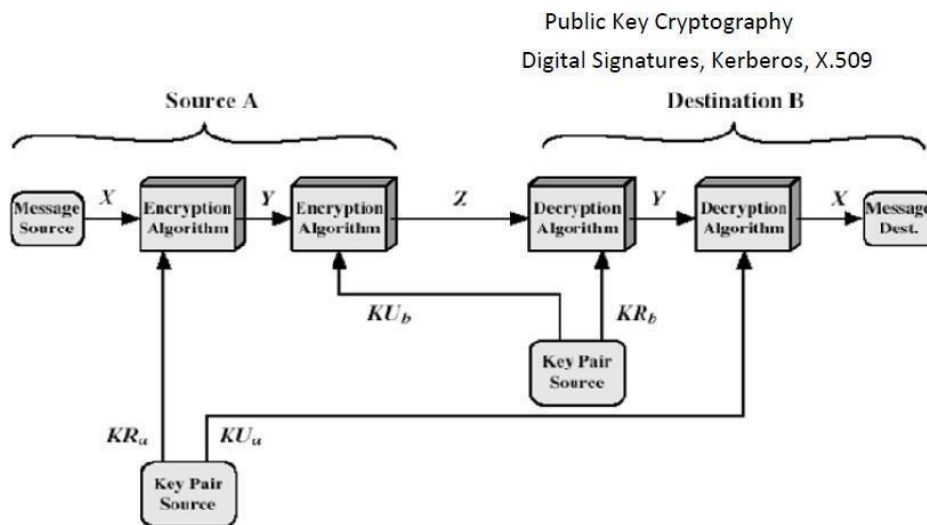 Public Key Cryptography
Digital Signatures, Kerberos, X.509
Source A
Destination B
Message
Source
X
Encryption
Algorithm
Y
Encryption
Algorithm
Z
Decryption
Algorithm
Y
Decryption
Algorithm
X
Message
Dest.
KUb
KRb
Key Pair
Source
KRa
KUa
Key Pair
Source